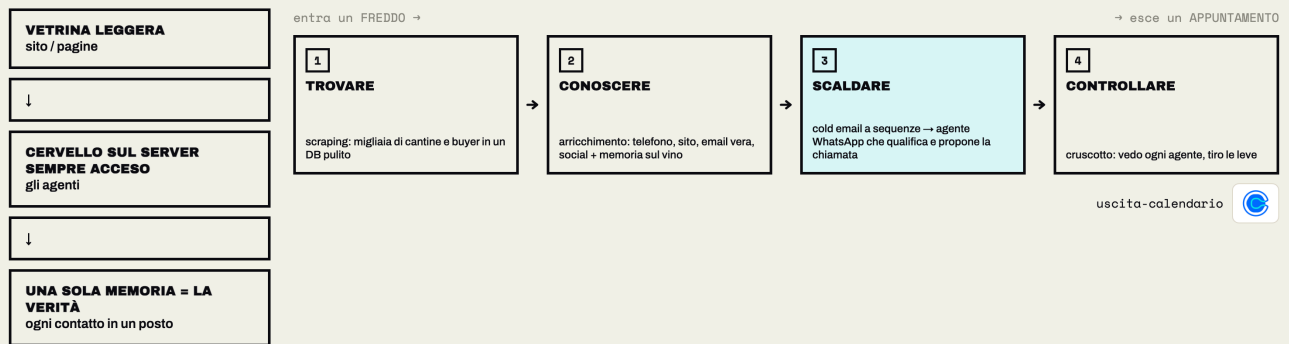 VETRINA LEGGERA
sito / pagine
↓
CERVELLO SUL SERVER
SEMPRE ACCESO
gli agenti
↓
UNA SOLA MEMORIA = LA
VERITÀ
ogni contatto in un posto
entra un FREDDO →
→ esce un APPUNTAMENTO
1
TROVARE
scraping: migliaia di cantine e buyer in un
DB pulito
→
2
CONOSCERE
arricchimento: telefono, sito, email vera,
social + memoria sul vino
→
3
SCALDARE
cold email a sequenze → agente
WhatsApp che qualifica e propone la
chiamata
→
4
CONTROLLARE
cruscotto: vedo ogni agente, tiro le leve
uscita-calendario